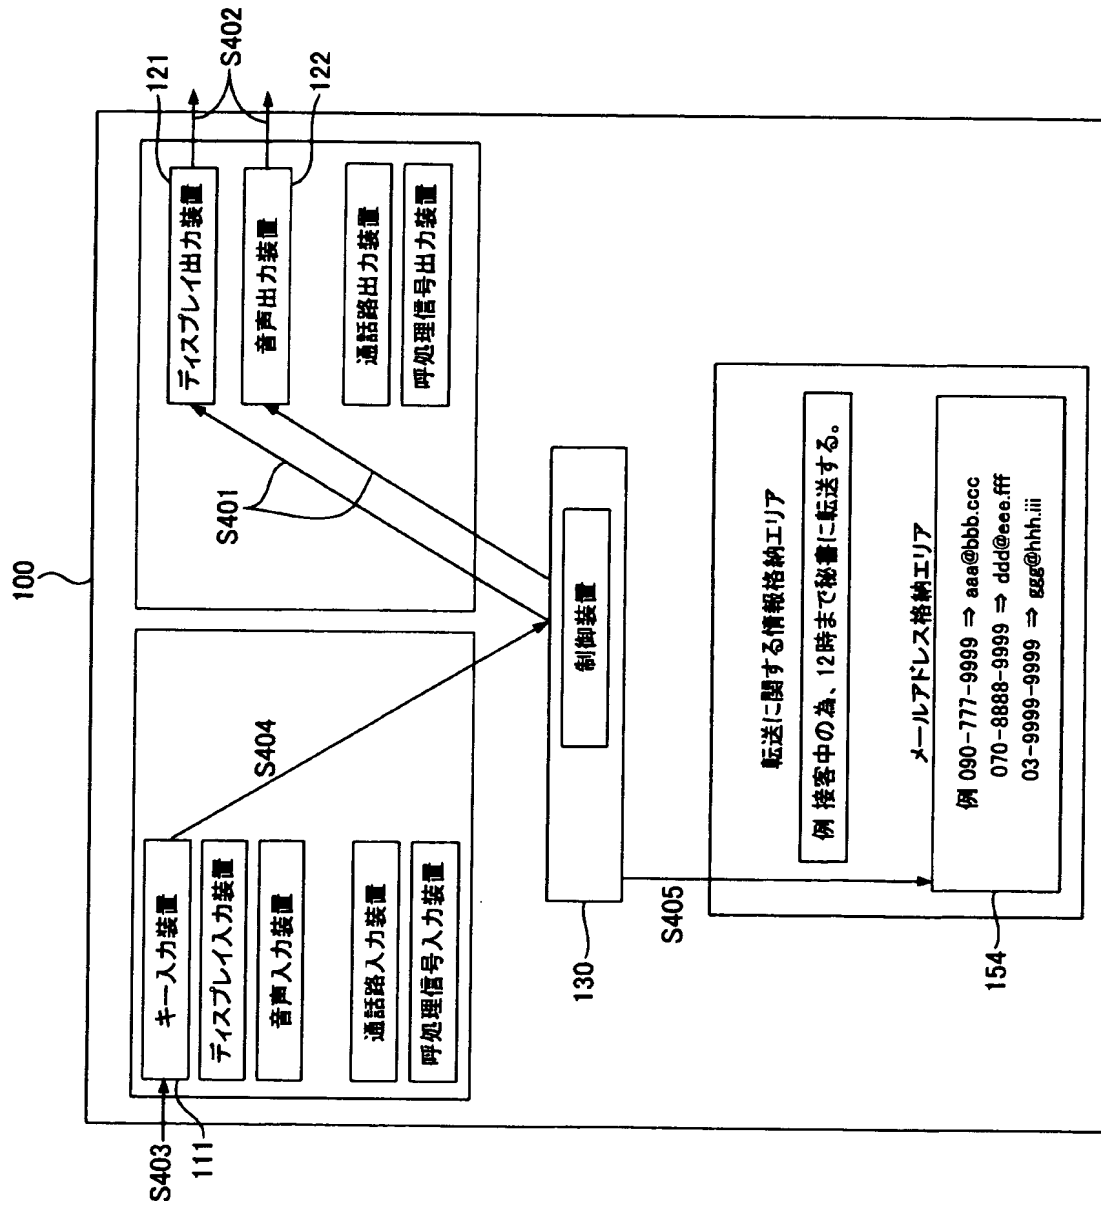 100
S403
111
キー入力装置
ディスプレイ入力装置
音声入力装置
通話路入力装置
呼処理信号入力装置
S404
S401
121
ディスプレイ出力装置
S402
音声出力装置
122
通話路出力装置
呼処理信号出力装置
制御装置
130
S405
転送に関する情報格納エリア
例 接客中の為、12時まで秘書に転送する。
メールアドレス格納エリア
例 090-777-9999 ⇒ aaa@bbb.ccc
070-8888-9999 ⇒ ddd@eee.fff
03-9999-9999 ⇒ ggg@hhh.iii
154